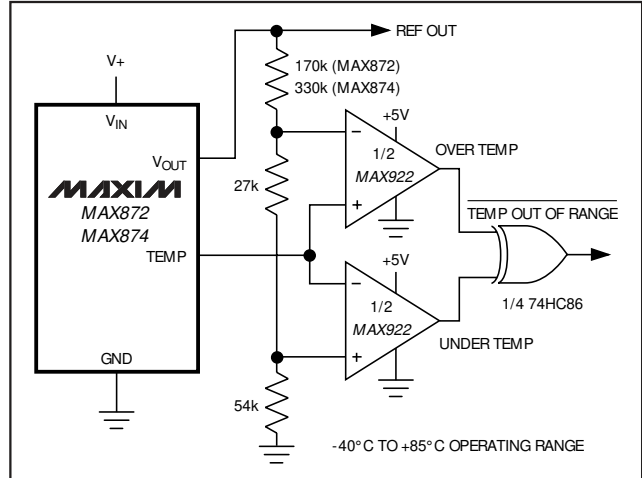 REF OUT
V+
170k (MAX872)
330k (MAX874)
+5V
VIN
−
1/2
MAX922
OVER TEMP
VOUT
27k
MAXIM
MAX872
MAX874
+
TEMP OUT OF RANGE
TEMP
+5V
−
1/2
MAX922
1/4 74HC86
GND
+
UNDER TEMP
54k
-40°C TO +85°C OPERATING RANGE